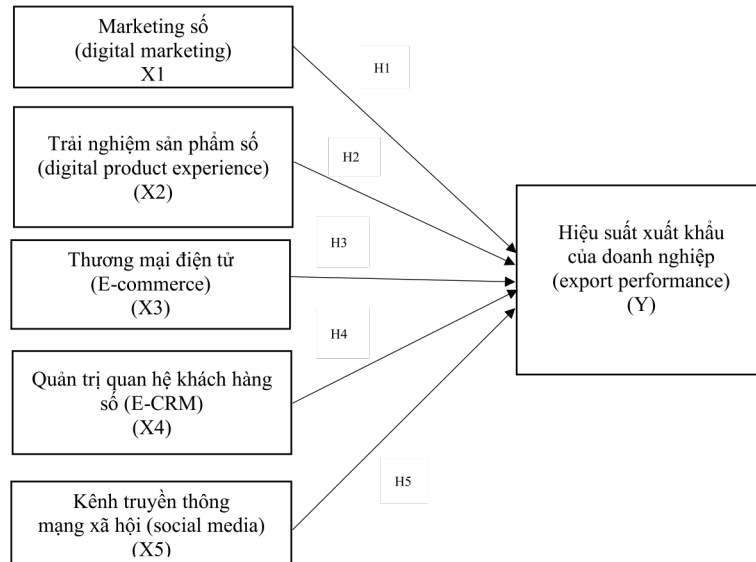 Marketing số
(digital marketing)
X1
H1
Trải nghiệm sản phẩm số
(digital product experience)
(X2)
H2
Thương mại điện tử
(E-commerce)
(X3)
H3
Quản trị quan hệ khách hàng
số (E-CRM)
(X4)
H4
Kênh truyền thông
mạng xã hội (social media)
(X5)
H5
Hiệu suất xuất khẩu
của doanh nghiệp
(export performance)
(Y)